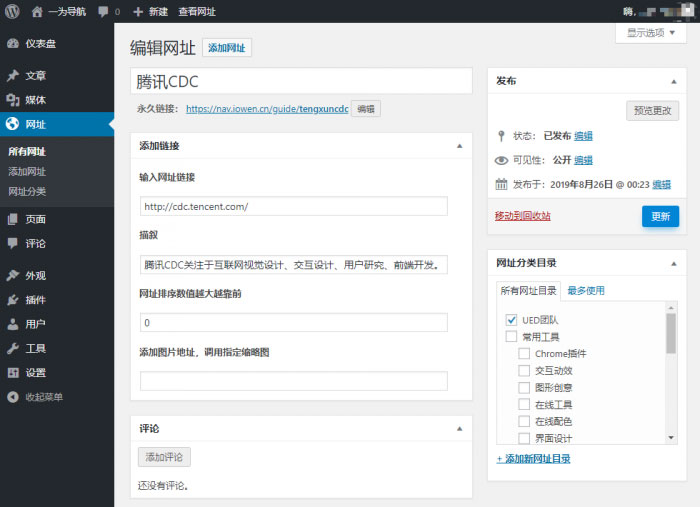 一为导航
0
新建
查看网址
嗨,
显示选项
仪表盘
文章
媒体
网址
所有网址
添加网址
网址分类
页面
评论
外观
插件
用户
工具
设置
收起菜单
编辑网址
添加网址
腾讯CDC
永久链接: https://nav.iowen.cn/guide/tengxuncdc 编辑
添加链接
输入网址链接
http://cdc.tencent.com/
描叙
腾讯CDC关注于互联网视觉设计、交互设计、用户研究、前端开发。
网址排序数值越大越靠前
0
添加图片地址，调用指定缩略图
评论
添加评论
还没有评论。
发布
预览更改
状态: 已发布 编辑
可见性: 公开 编辑
发布于: 2019年8月26日 @ 00:23 编辑
移动到回收站
更新
网址分类目录
所有网址目录
最多使用
UED团队
常用工具
Chrome插件
交互动效
图形创意
在线工具
在线配色
界面设计
+ 添加新网址目录